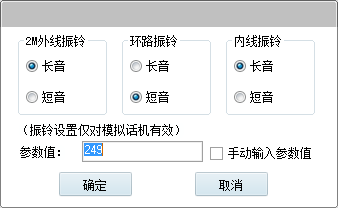 2M外线振铃 环路振铃 内线振铃
长音 长音 长音
短音 短音 短音
（振铃设置仅对模拟话机有效）
参数值： 249 手动输入参数值
确定 取消